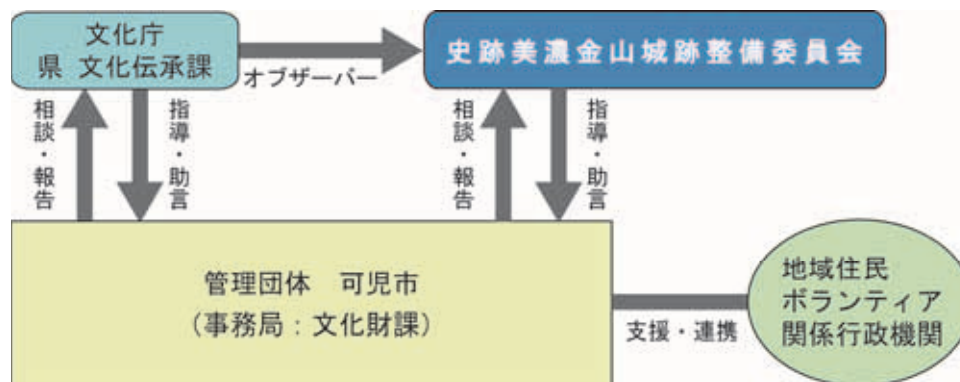 文化庁
県 文化伝承課
オブザーバー
史跡美濃金山城跡整備委員会
相談・報告
指導・助言
相談・報告
指導・助言
管理団体 可児市
(事務局:文化財課)
支援・連携
地域住民
ボランティア
関係行政機関